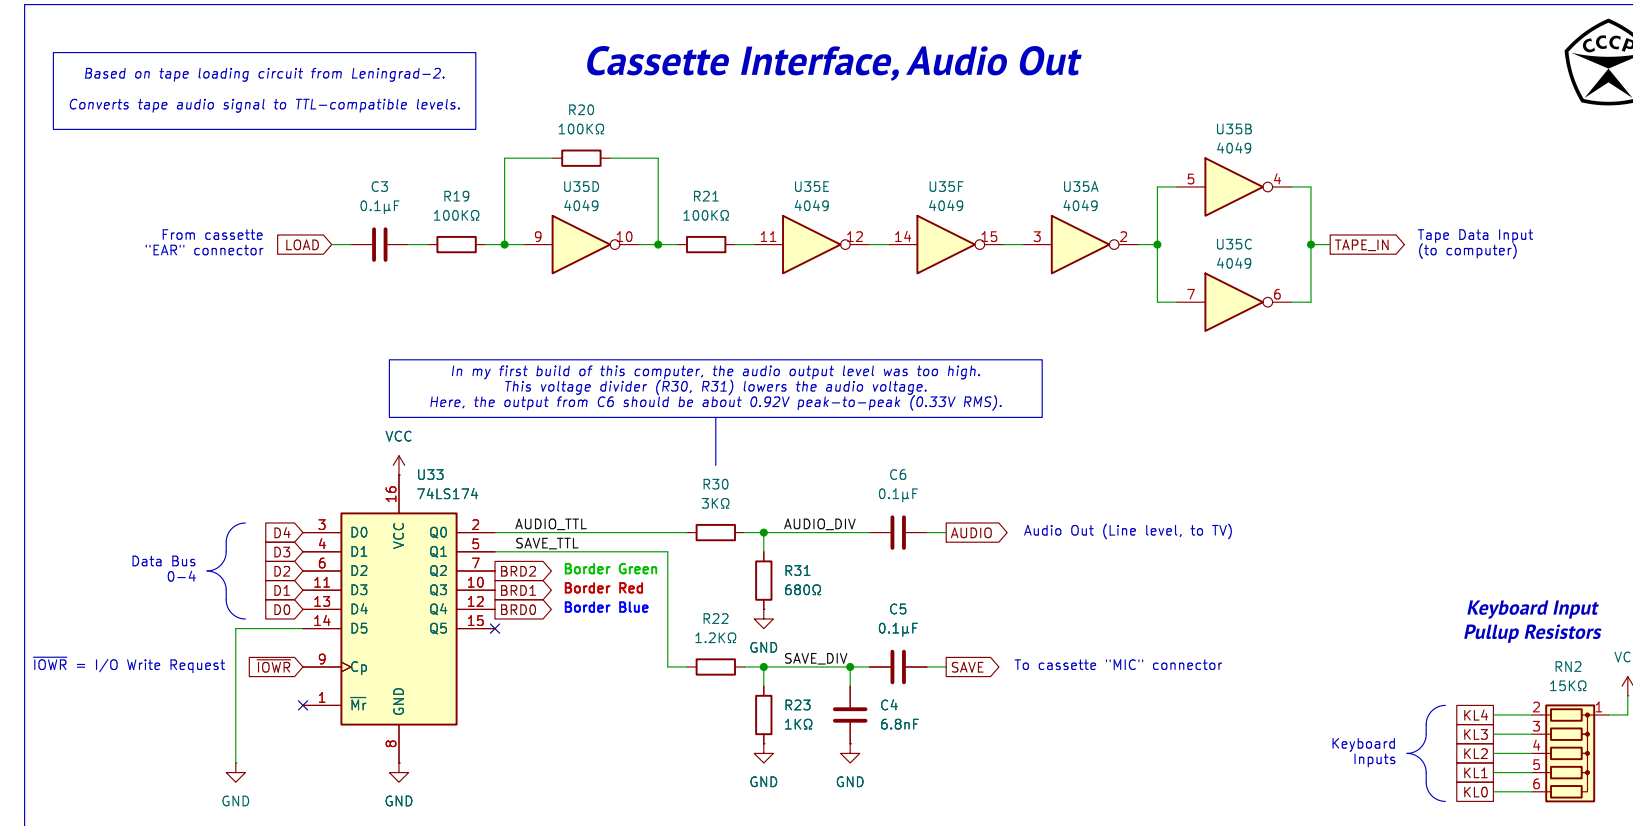 Cassette Interface, Audio Out
СССР
Based on tape loading circuit from Leningrad-2.
Converts tape audio signal to TTL-compatible levels.
R20
100KΩ
U35B
4049
5
4
C3
0.1µF
R19
100KΩ
U35D
4049
9
10
R21
100KΩ
U35E
4049
11
12
U35F
4049
14
15
U35A
4049
3
2
U35C
4049
7
6
From cassette
"EAR" connector
LOAD
TAPE_IN
Tape Data Input
(to computer)
In my first build of this computer, the audio output level was too high.
This voltage divider (R30, R31) lowers the audio voltage.
Here, the output from C6 should be about 0.92V peak-to-peak (0.33V RMS).
VCC
U33
74LS174
16
VCC
Data Bus
0-4
D4
3
D0
Q0
2
AUDIO_TTL
D3
4
D1
Q1
5
SAVE_TTL
D2
6
D2
Q2
7
BRD2
Border Green
D1
11
D3
Q3
10
BRD1
Border Red
D0
13
D4
Q4
12
BRD0
Border Blue
14
D5
Q5
15
IOWR = I/O Write Request
IOWR
9
Cp
1
Mr
GND
8
GND
GND
R30
3KΩ
AUDIO_DIV
C6
0.1µF
AUDIO
Audio Out (Line level, to TV)
R31
680Ω
GND
R22
1.2KΩ
SAVE_DIV
C5
0.1µF
SAVE
To cassette "MIC" connector
R23
1KΩ
GND
C4
6.8nF
GND
Keyboard Input
Pullup Resistors
RN2
15KΩ
VC
1
Keyboard
Inputs
KL4
2
KL3
3
KL2
4
KL1
5
KL0
6